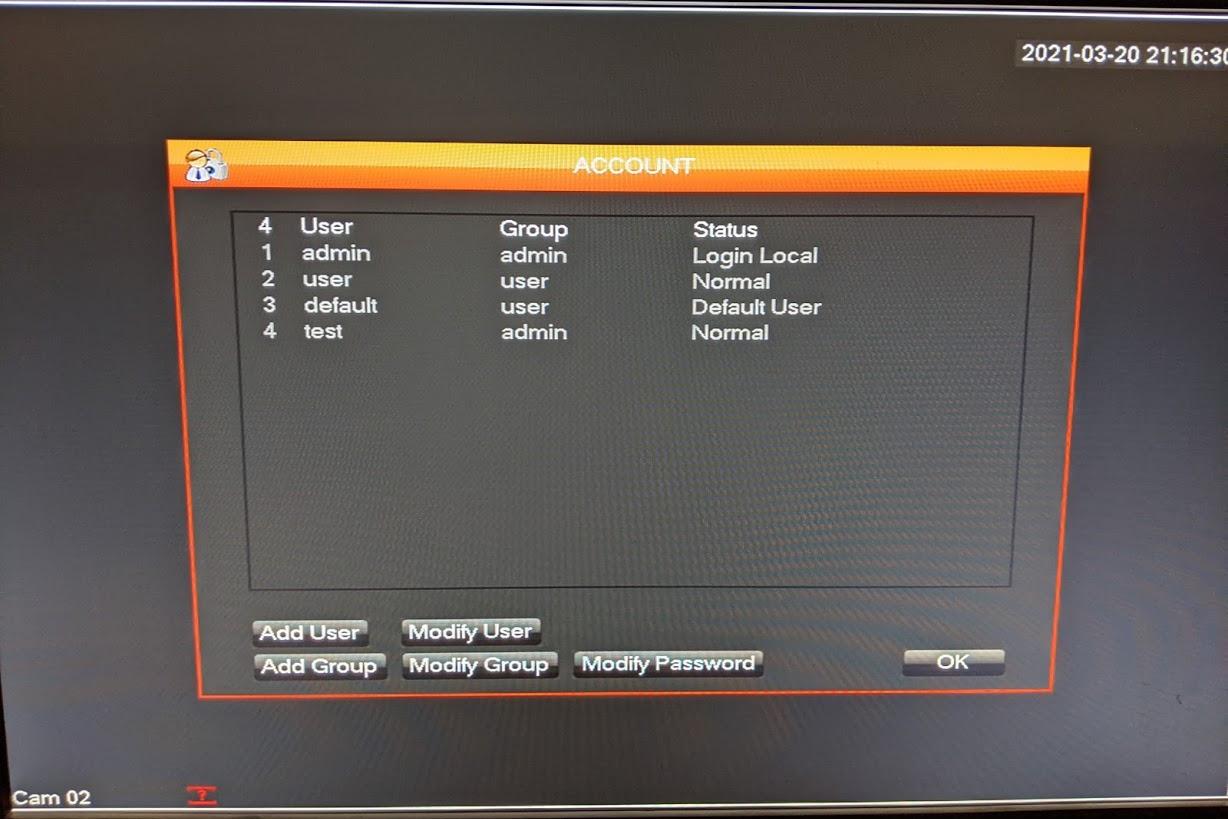 2021-03-20 21:16:30
ACCOUNT
4 User Group Status
1 admin admin Login Local
2 user user Normal
3 default user Default User
4 test admin Normal
Add User Modify User
Add Group Modify Group Modify Password OK
Cam 02
?